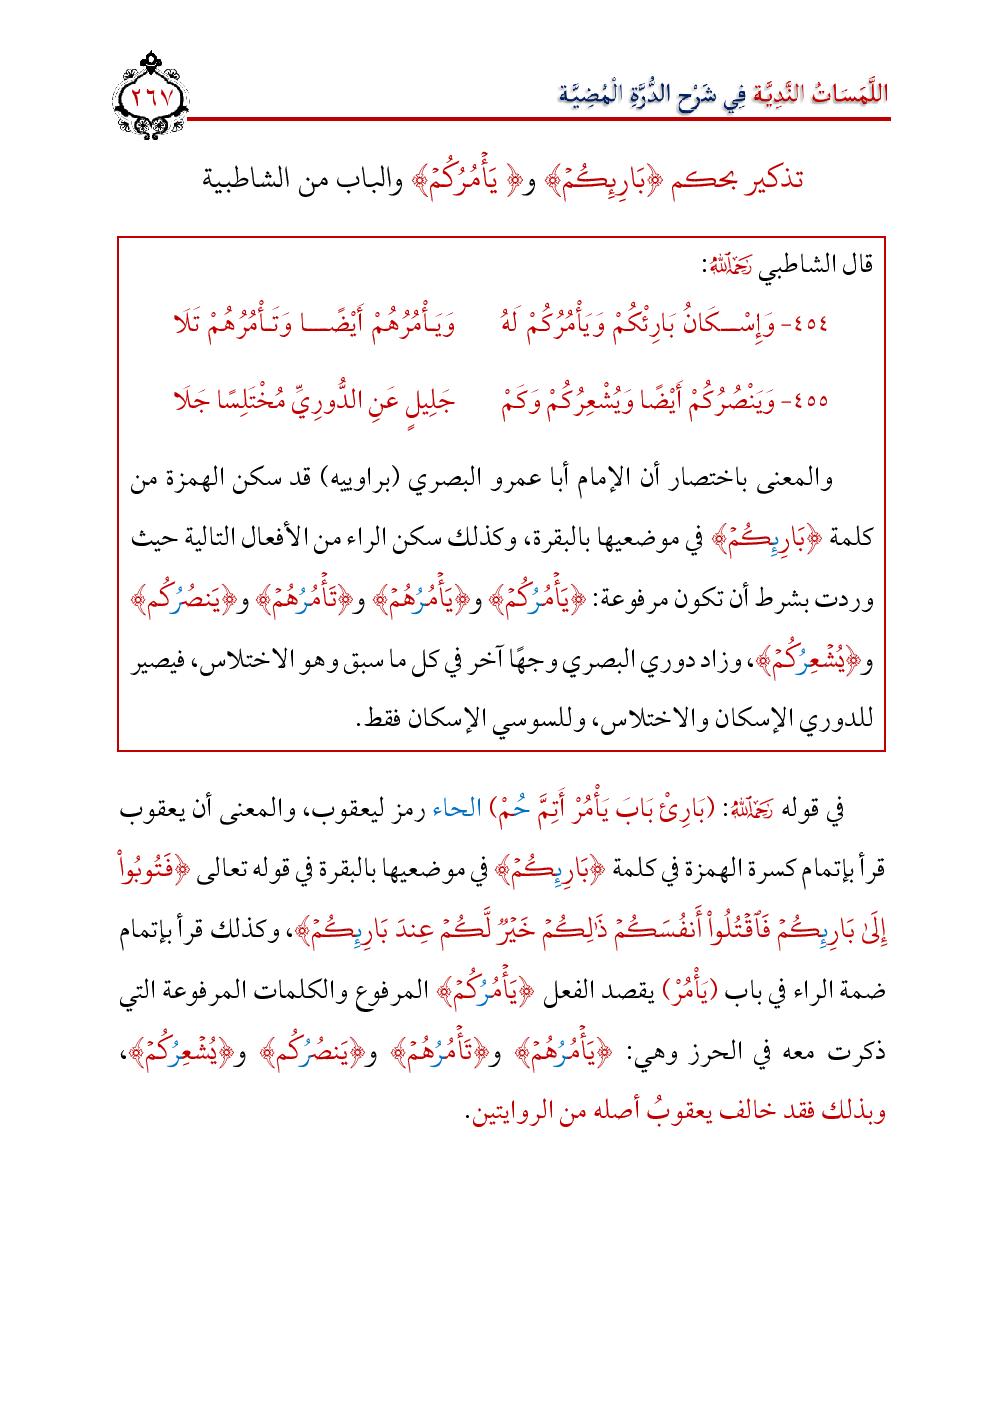 اللَّمَسَاتُ النَّدِيَّة فِي شَرْحِ الدُّرَّةِ الْمُضِيَّة
٢٦٧
تذكير بحكم ﴿بَارِئِكُمۡ﴾ و﴿ يَأۡمُرُكُمۡ﴾ والباب من الشاطبية
قال الشاطبي رَحِمَهُ ٱللَّهُ:
٤٥٤- وَإِسْـــكَانُ بَارِئْكُمْ وَيَأْمُرُكُمْ لَهُ وَيَـأْمُرُهُمْ أَيْضًــــا وَتَـأْمُرُهُمْ تَلَا
٤٥٥- وَيَنْصُرُكُمْ أَيْضًا وَيُشْعِرُكُمْ وَكَمْ جَلِيلٍ عَنِ الدُّورِيِّ مُخْتَلِسًا جَلَا
والمعنى باختصار أن الإمام أبا عمرو البصري (براوييه) قد سكن الهمزة من
كلمة ﴿بَارِئِكُمۡ﴾ في موضعيها بالبقرة، وكذلك سكن الراء من الأفعال التالية حيث
وردت بشرط أن تكون مرفوعة: ﴿يَأۡمُرُكُمۡ﴾ و﴿يَأۡمُرُهُمۡ﴾ و﴿تَأۡمُرُهُمۡ﴾ و﴿يَنصُرُكُم﴾
و﴿يُشۡعِرُكُمۡ﴾، وزاد دوري البصري وجهًا آخر في كل ما سبق وهو الاختلاس، فيصير
للدوري الإسكان والاختلاس، وللسوسي الإسكان فقط.
في قوله رَحِمَهُ ٱللَّهُ: (بَارِئْ بَابَ يَأْمُرْ أَتِمَّ حُمْ) الحاء رمز ليعقوب، والمعنى أن يعقوب
قرأ بإتمام كسرة الهمزة في كلمة ﴿بَارِئِكُمۡ﴾ في موضعيها بالبقرة في قوله تعالى ﴿فَتُوبُوٓاْ
إِلَىٰ بَارِئِكُمۡ فَٱقۡتُلُوٓاْ أَنفُسَكُمۡ ذَٰلِكُمۡ خَيۡرٞ لَّكُمۡ عِندَ بَارِئِكُمۡ﴾، وكذلك قرأ بإتمام
ضمة الراء في باب (يَأْمُرْ) يقصد الفعل ﴿يَأۡمُرُكُمۡ﴾ المرفوع والكلمات المرفوعة التي
ذكرت معه في الحرز وهي: ﴿يَأۡمُرُهُمۡ﴾ و﴿تَأۡمُرُهُمۡ﴾ و﴿يَنصُرُكُم﴾ و﴿يُشۡعِرُكُمۡ﴾،
وبذلك فقد خالف يعقوبُ أصله من الروايتين.